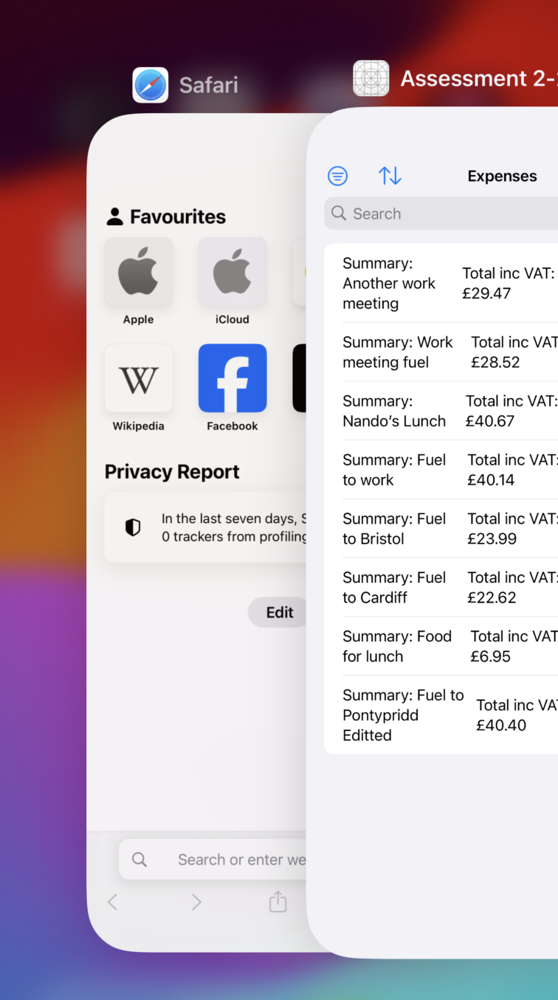 Safari
Assessment 2-
Favourites
Apple
iCloud
W
Wikipedia
f
Facebook
Privacy Report
In the last seven days, S
0 trackers from profiling
Edit
Search or enter we
Expenses
Search
Summary:
Another work
meeting
Total inc VAT:
£29.47
Summary: Work
meeting fuel
Total inc VAT
£28.52
Summary:
Nando’s Lunch
Total inc VAT:
£40.67
Summary: Fuel
to work
Total inc VAT:
£40.14
Summary: Fuel
to Bristol
Total inc VAT:
£23.99
Summary: Fuel
to Cardiff
Total inc VAT:
£22.62
Summary: Food
for lunch
Total inc VAT
£6.95
Summary: Fuel to
Pontypridd
Editted
Total inc VA
£40.40